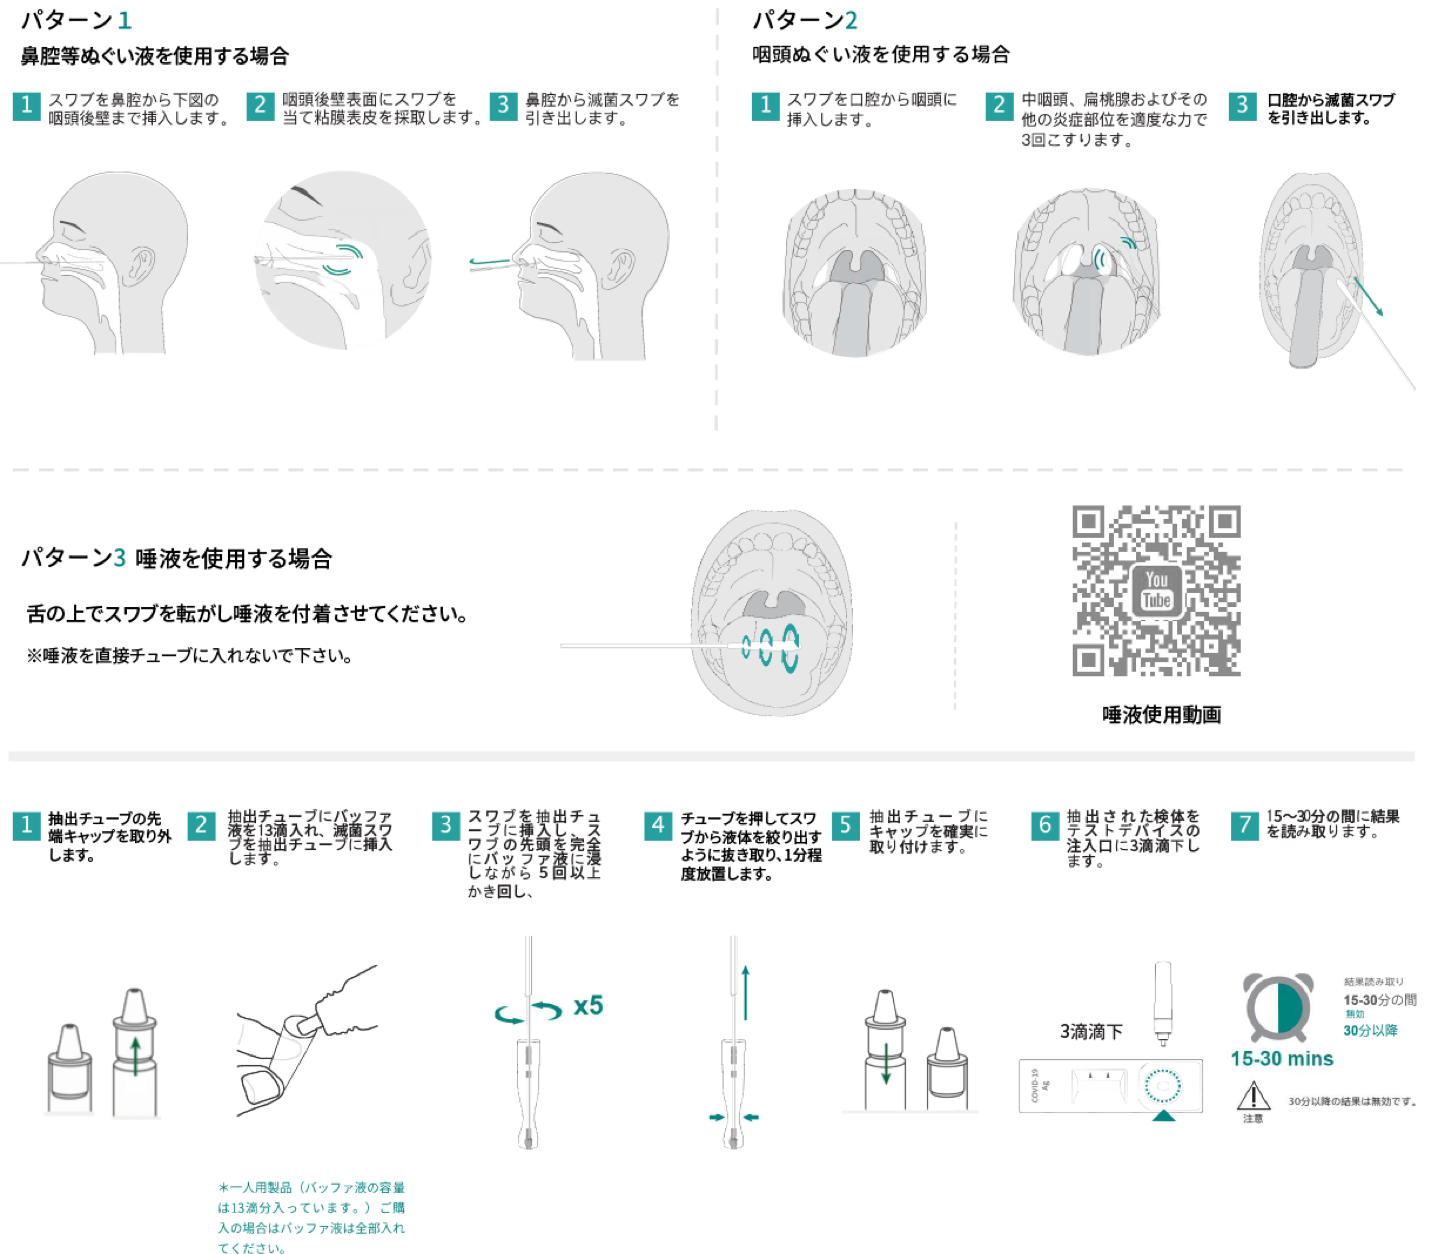 パターン1
鼻腔等ぬぐい液を使用する場合
1
スワブを鼻腔から下図の
咽頭後壁まで挿入します。
2
咽頭後壁表面にスワブを
当て粘膜表皮を採取します。
3
鼻腔から滅菌スワブを
引き出します。
パターン2
咽頭ぬぐい液を使用する場合
1
スワブを口腔から咽頭に
挿入します。
2
中咽頭、扁桃腺およびその
他の炎症部位を適度な力で
3回こすります。
3
口腔から滅菌スワブ
を引き出します。
パターン3 唾液を使用する場合
舌の上でスワブを転がし唾液を付着させてください。
※唾液を直接チューブに入れないで下さい。
You
Tube
唾液使用動画
1
抽出チューブの先
端キャップを取り外
します。
2
抽出チューブにバッファ
液を13滴入れ、滅菌スワ
ブを抽出チューブに挿入
します。
3
スワブを抽出チュ
ーブに挿入し、ス
ワブの先頭を完全
にバッファ液に浸
しながら5回以上
かき回し、
4
チューブを押してスワ
ブから液体を絞り出す
ように抜き取り、1分程
度放置します。
5
抽出チューブに
キャップを確実に
取り付けます。
6
抽出された検体を
テストデバイスの
注入口に3滴滴下し
ます。
7
15～30分の間に結果
を読み取ります。
x5
3滴滴下
COVID-19
Ag
結果読み取り
15-30分の間
無効
30分以降
15-30 mins
注意
30分以降の結果は無効です。
＊一人用製品（バッファ液の容量
は13滴分入っています。）ご購
入の場合はバッファ液は全部入れ
てください。